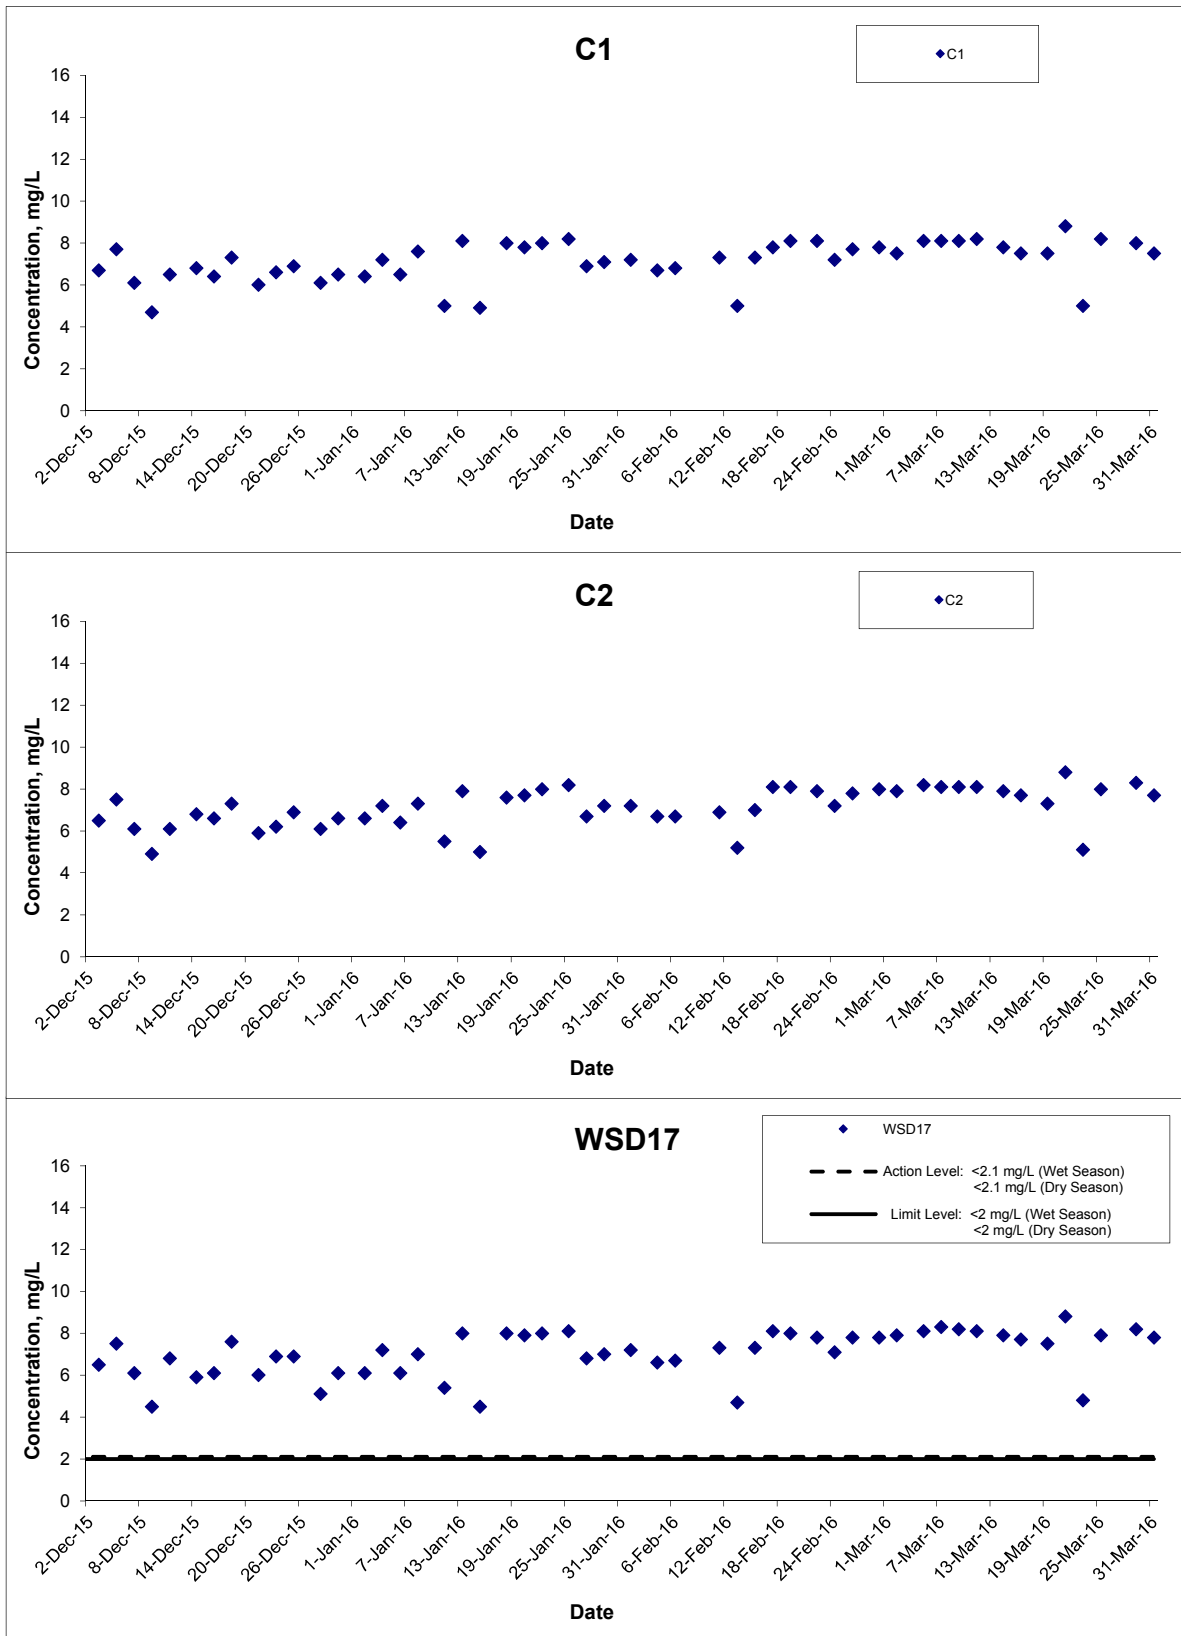 C1
C1
16
14
12
10
8
6
4
2
0
Concentration, mg/L
2-Dec-15
8-Dec-15
14-Dec-15
20-Dec-15
26-Dec-15
1-Jan-16
7-Jan-16
13-Jan-16
19-Jan-16
25-Jan-16
31-Jan-16
6-Feb-16
12-Feb-16
18-Feb-16
24-Feb-16
1-Mar-16
7-Mar-16
13-Mar-16
19-Mar-16
25-Mar-16
31-Mar-16
Date
C2
C2
16
14
12
10
8
6
4
2
0
Concentration, mg/L
2-Dec-15
8-Dec-15
14-Dec-15
20-Dec-15
26-Dec-15
1-Jan-16
7-Jan-16
13-Jan-16
19-Jan-16
25-Jan-16
31-Jan-16
6-Feb-16
12-Feb-16
18-Feb-16
24-Feb-16
1-Mar-16
7-Mar-16
13-Mar-16
19-Mar-16
25-Mar-16
31-Mar-16
Date
WSD17
WSD17
Action Level: <2.1 mg/L (Wet Season)
<2.1 mg/L (Dry Season)
Limit Level: <2 mg/L (Wet Season)
<2 mg/L (Dry Season)
16
14
12
10
8
6
4
2
0
Concentration, mg/L
2-Dec-15
8-Dec-15
14-Dec-15
20-Dec-15
26-Dec-15
1-Jan-16
7-Jan-16
13-Jan-16
19-Jan-16
25-Jan-16
31-Jan-16
6-Feb-16
12-Feb-16
18-Feb-16
24-Feb-16
1-Mar-16
7-Mar-16
13-Mar-16
19-Mar-16
25-Mar-16
31-Mar-16
Date